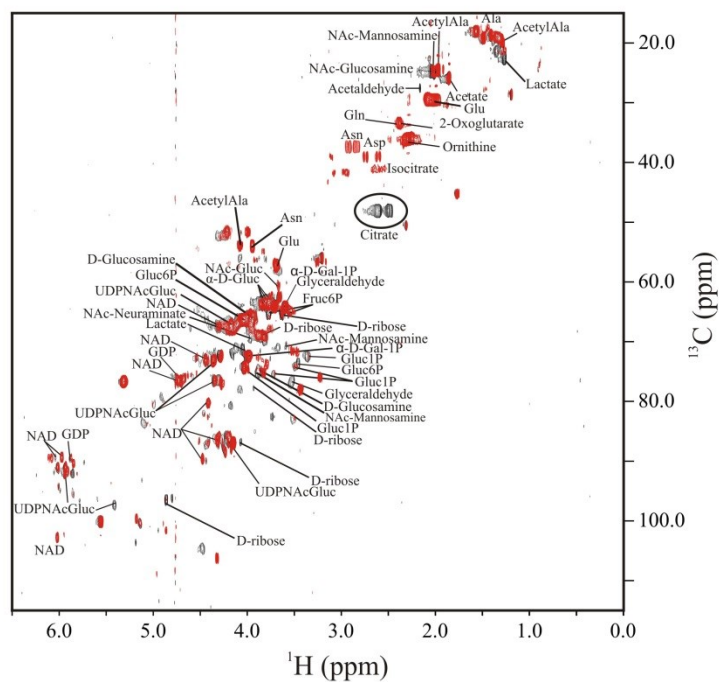 AcetylAla Ala
NAc-Mannosamine AcetylAla
20.0
NAc-Glucosamine Lactate
Acetaldehyde Acetate
Glu
Gln 2-Oxoglutarate
Asn Ornithine
Asp
Isocitrate 40.0
AcetylAla
Asn Citrate
D-Glucosamine Glu
Gluc6P NAc-Gluc α-D-Gal-1P
α-D-Gluc Glyceraldehyde 60.0
UDPNAcGluc Fruc6P
NAD
NAc-Neuraminate
Lactate D-ribose D-ribose
NAD NAc-Mannosamine
GDP α-D-Gal-1P
NAD Gluc1P
Gluc6P
Gluc1P
Glyceraldehyde
UDPNAcGluc D-Glucosamine
NAc-Mannosamine 80.0
Gluc1P
NAD D-ribose
NAD GDP
D-ribose
UDPNAcGluc
UDPNAcGluc
D-ribose 100.0
NAD
13C (ppm)
6.0 5.0 4.0 3.0 2.0 1.0 0.0
1H (ppm)